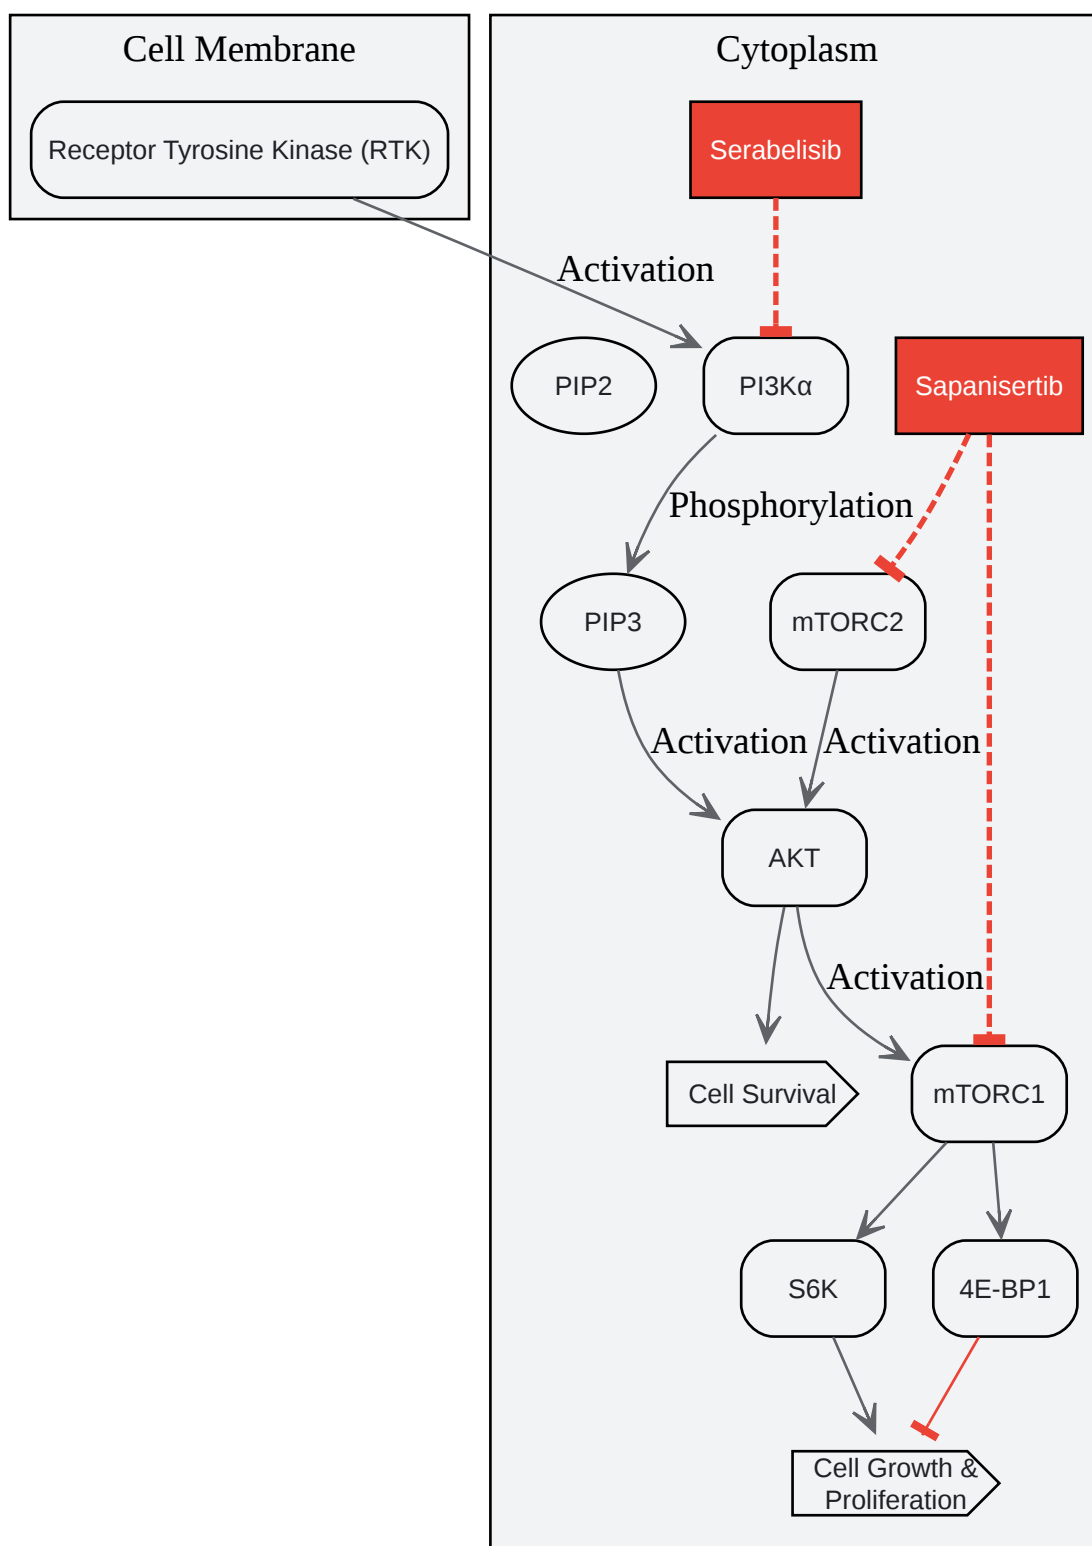 Cell Membrane
Cytoplasm
Receptor Tyrosine Kinase (RTK)
Serabelisib
Activation
PIP2
PI3Kα
Sapanisertib
Phosphorylation
PIP3
mTORC2
Activation
Activation
AKT
Activation
Cell Survival
mTORC1
S6K
4E-BP1
Cell Growth &
Proliferation